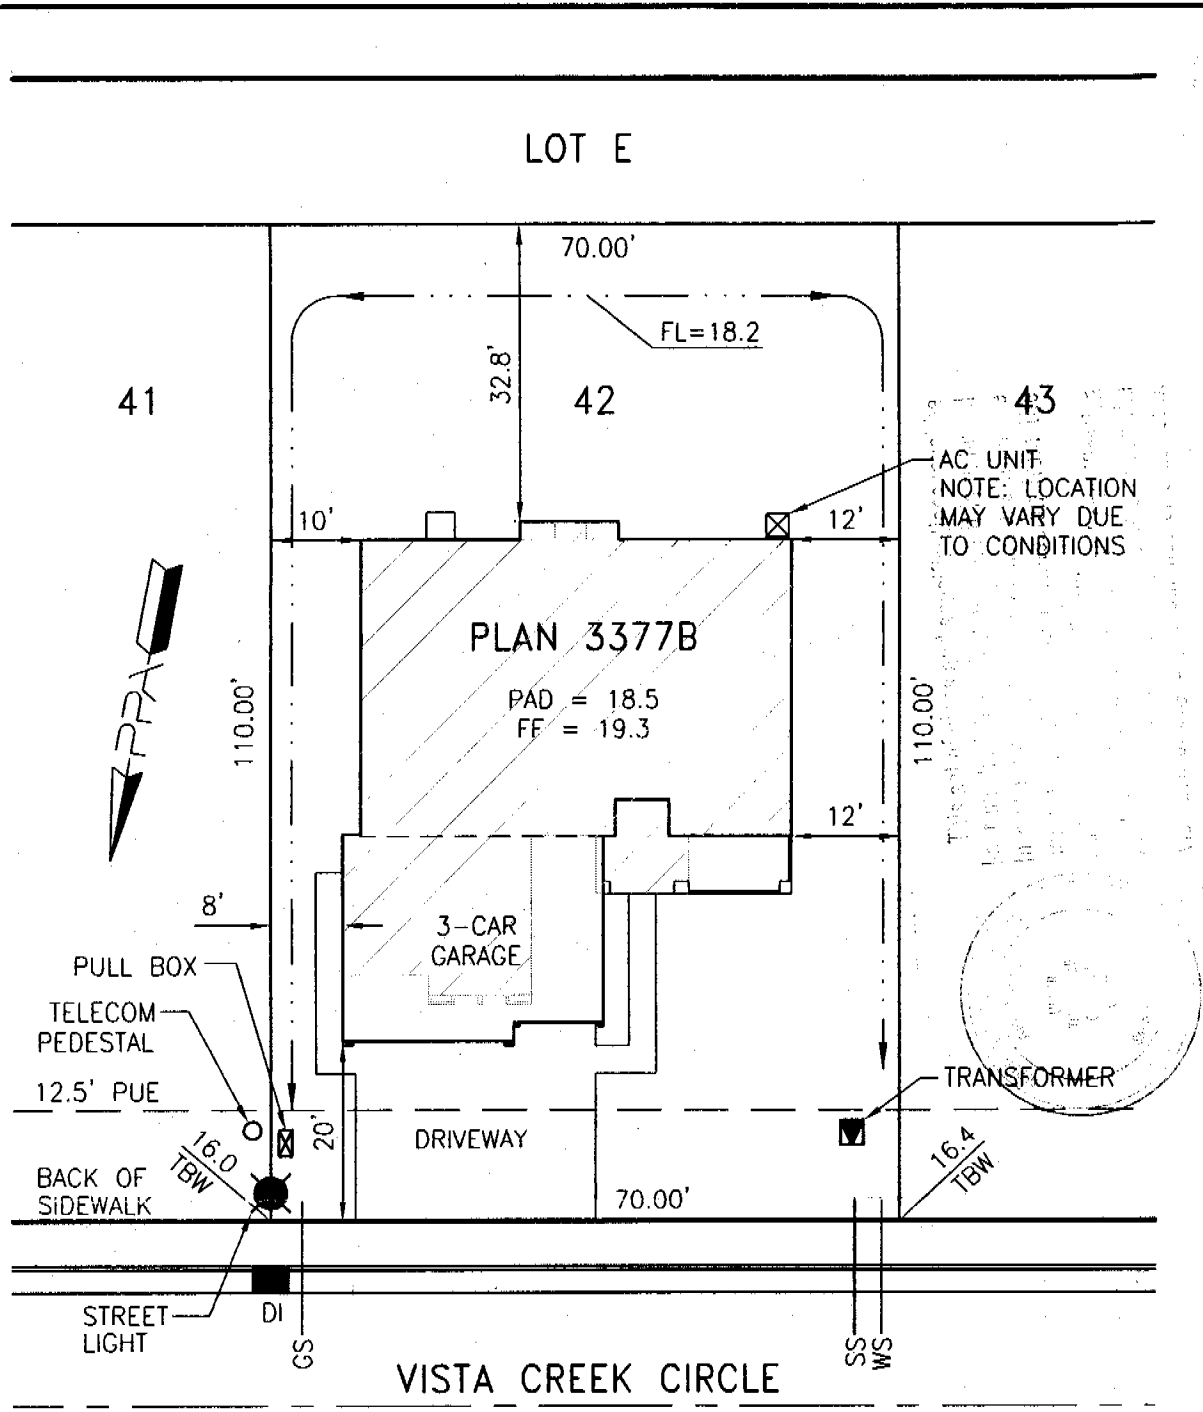 LOT E
70.00'
FL=18.2
32.8'
41
42
43
AC UNIT
NOTE: LOCATION
MAY VARY DUE
TO CONDITIONS
10'
12'
PLAN 3377B
PAD = 18.5
FF = 19.3
PPA
110.00'
110.00'
12'
8'
3-CAR
GARAGE
PULL BOX
TELECOM
PEDESTAL
12.5' PUE
TRANSFORMER
20'
DRIVEWAY
16.0
TBW
16.4
TBW
BACK OF
SIDEWALK
70.00'
STREET
LIGHT
DI
GS
SS
WS
VISTA CREEK CIRCLE